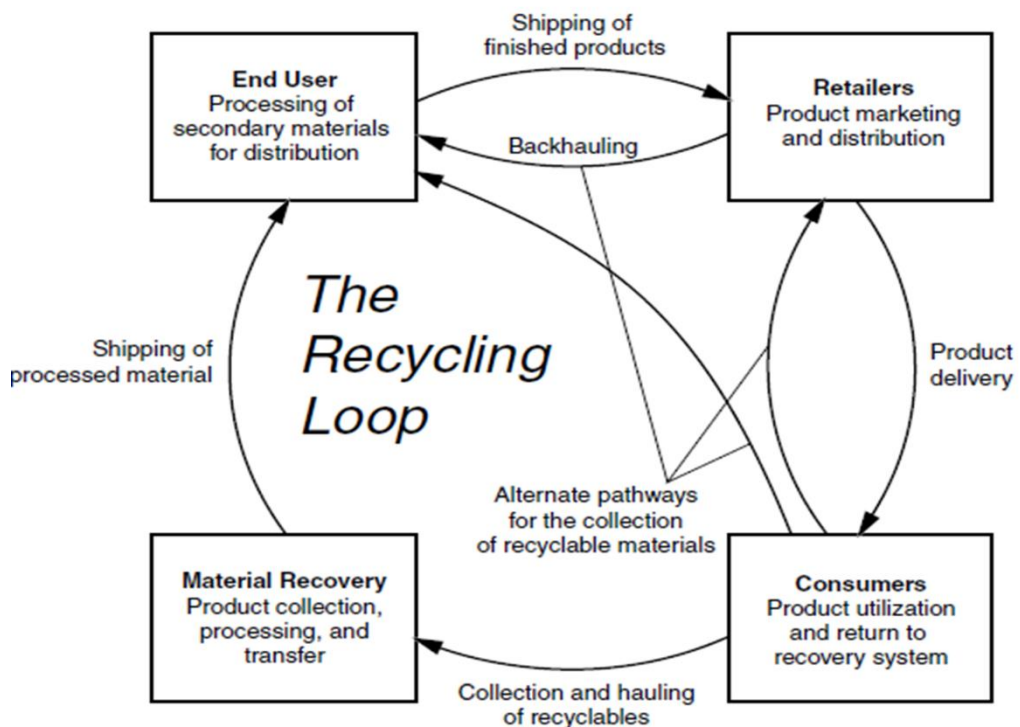 Shipping of
finished products
End User
Processing of
secondary materials
for distribution
Retailers
Product marketing
and distribution
Backhauling
The
Recycling
Loop
Shipping of
processed material
Product
delivery
Alternate pathways
for the collection
of recyclable materials
Material Recovery
Product collection,
processing, and
transfer
Consumers
Product utilization
and return to
recovery system
Collection and hauling
of recyclables